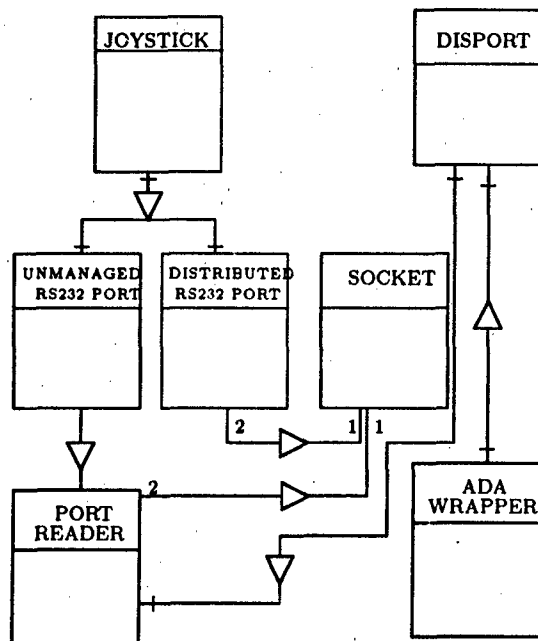 JOYSTICK
DISPORT
UNMANAGED
RS232 PORT
DISTRIBUTED
RS232 PORT
SOCKET
2
1
1
2
PORT
READER
ADA
WRAPPER